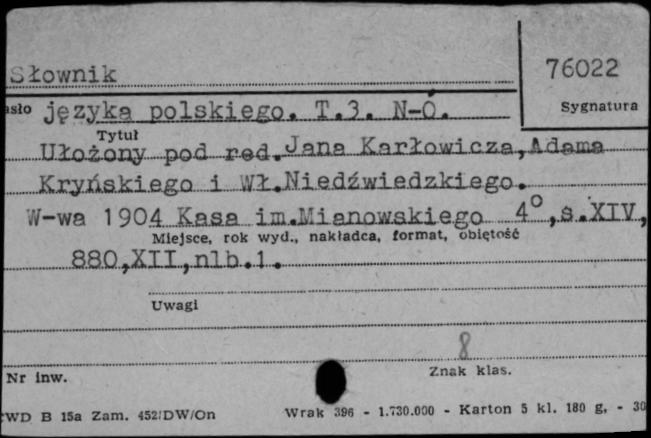 Słownik
76022
asło języka polskiego. T.3. N-O.
Sygnatura
Tytuł
Ułożony pod red.Jana Karłowicza,Adama
Kryńskiego i Wł.Niedźwiedzkiego.
W-wa 1904 Kasa im.Mianowskiego 4°,s.XIV,
Miejsce, rok wyd., nakładca, format, objętość
880,XII,nlb.1.
Uwagi
8
Nr inw.
Znak klas.
WD B 15a Zam. 452/DW/On Wrak 396 - 1.730.000 - Karton 5 kl. 180 g. - 30